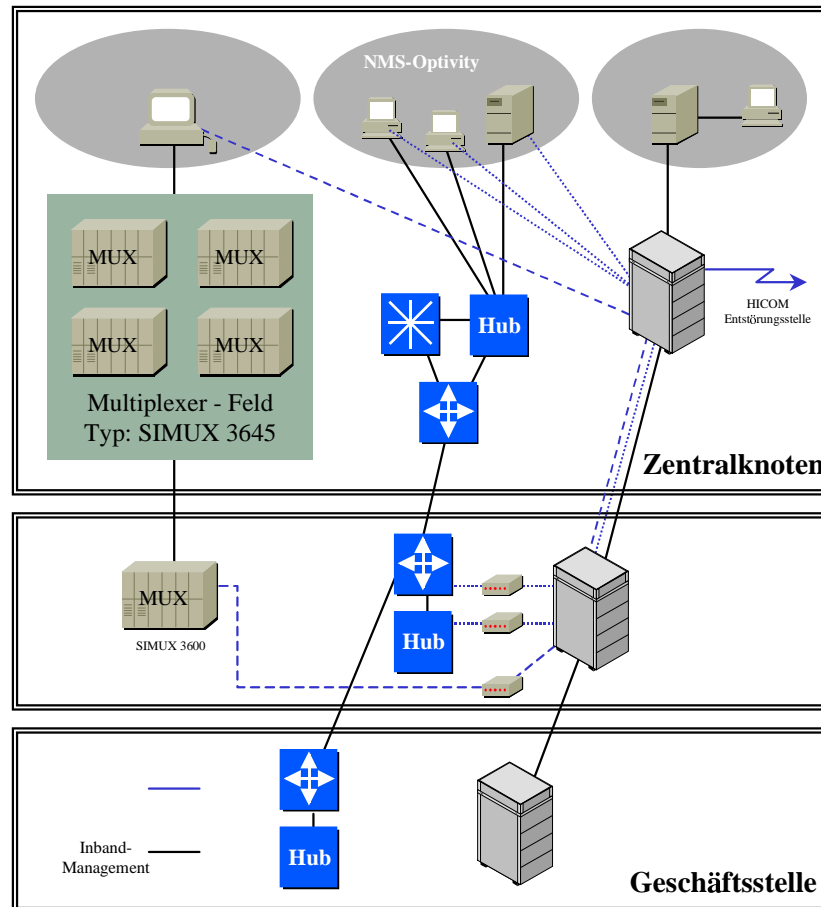 NMS-Optivity
MUX
MUX
MUX
MUX
Multiplexer - Feld
Typ: SIMUX 3645
Hub
HICOM
Entstörungsstelle
Zentralknoten
MUX
SIMUX 3600
Hub
Inband-
Management
Hub
Geschäftsstelle